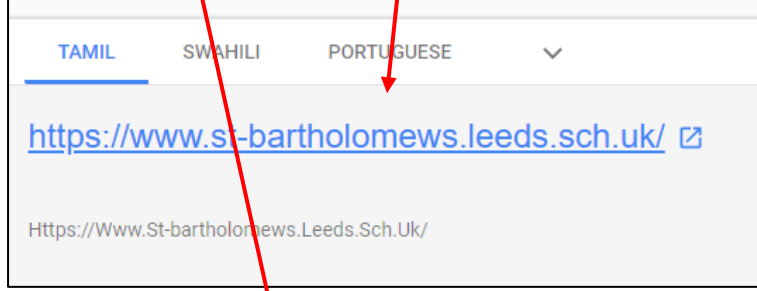 TAMIL SWAHILI PORTUGUESE
https://www.st-bartholomews.leeds.sch.uk/
Https://Www.St-bartholomews.Leeds.Sch.Uk/